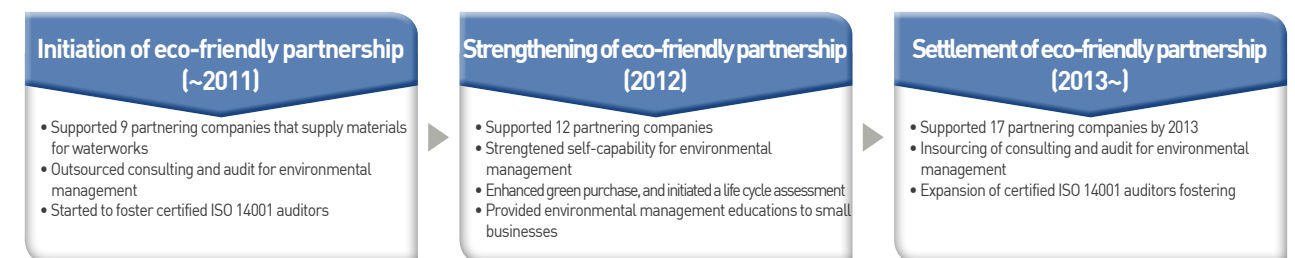 Initiation of eco-friendly partnership
(~2011)
• Supported 9 partnering companies that supply materials
for waterworks
• Outsourced consulting and audit for environmental
management
• Started to foster certified ISO 14001 auditors
Strengthening of eco-friendly partnership
(2012)
• Supported 12 partnering companies
• Strengtened self-capability for environmental
management
• Enhanced green purchase, and initiated a life cycle assessment
• Provided environmental management educations to small
businesses
Settlement of eco-friendly partnership
(2013~)
• Supported 17 partnering companies by 2013
• Insourcing of consulting and audit for environmental
management
• Expansion of certified ISO 14001 auditors fostering